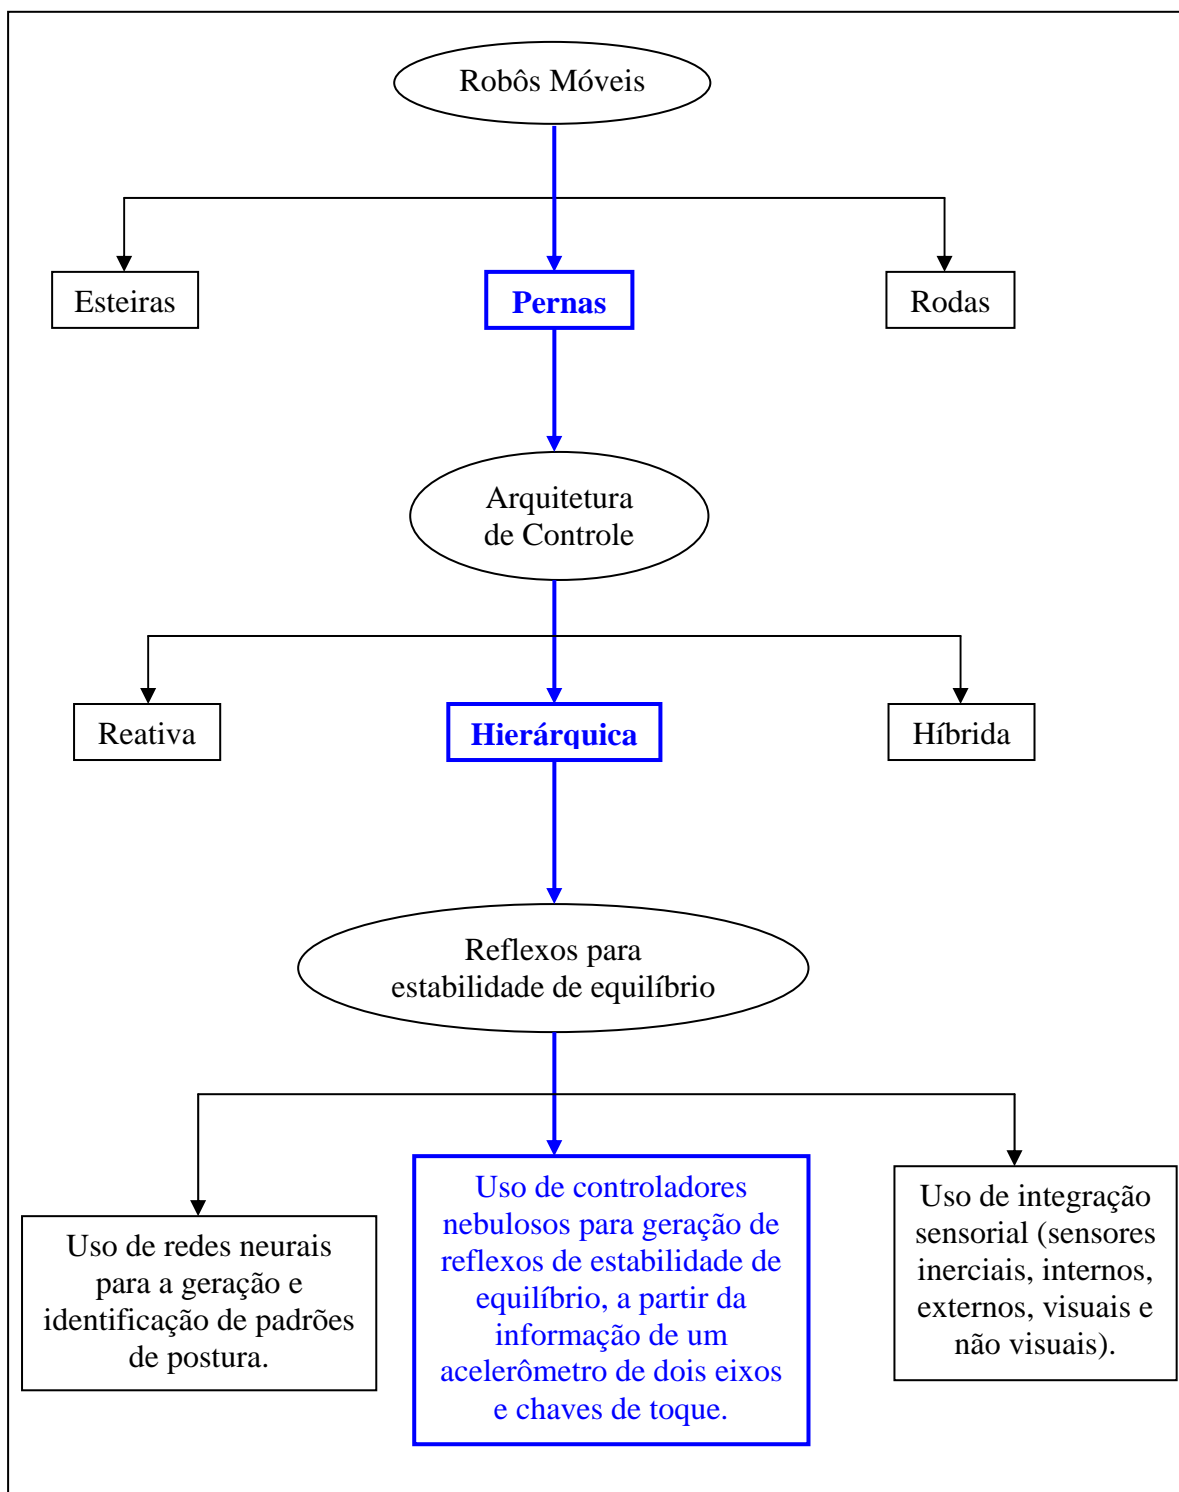 Robôs Móveis
Esteiras
Pernas
Rodas
Arquitetura
de Controle
Reativa
Hierárquica
Híbrida
Reflexos para
estabilidade de equilíbrio
Uso de redes neurais
para a geração e
identificação de padrões
de postura.
Uso de controladores
nebulosos para geração de
reflexos de estabilidade de
equilíbrio, a partir da
informação de um
acelerômetro de dois eixos
e chaves de toque.
Uso de integração
sensorial (sensores
inerciais, internos,
externos, visuais e
não visuais).